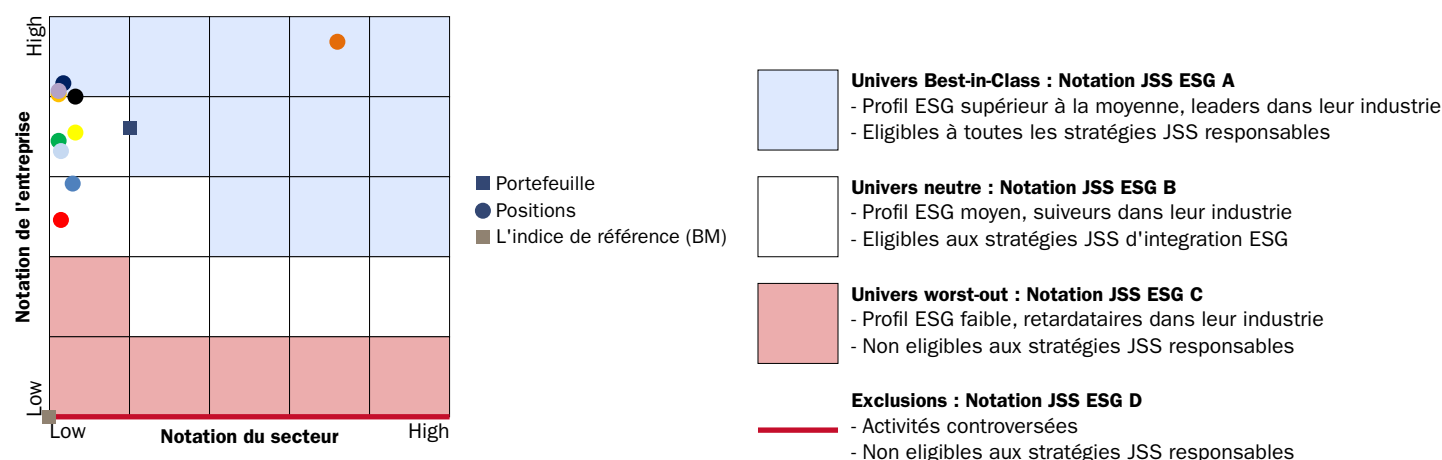 High
Notation de l'entreprise
Low
Low
Notation du secteur
High
Portefeuille
Positions
L'indice de référence (BM)
Univers Best-in-Class : Notation JSS ESG A
- Profil ESG supérieur à la moyenne, leaders dans leur industrie
- Eligibles à toutes les stratégies JSS responsables
Univers neutre : Notation JSS ESG B
- Profil ESG moyen, suiveurs dans leur industrie
- Eligibles aux stratégies JSS d'integration ESG
Univers worst-out : Notation JSS ESG C
- Profil ESG faible, retardataires dans leur industrie
- Non eligibles aux stratégies JSS responsables
Exclusions : Notation JSS ESG D
- Activités controversées
- Non eligibles aux stratégies JSS responsables